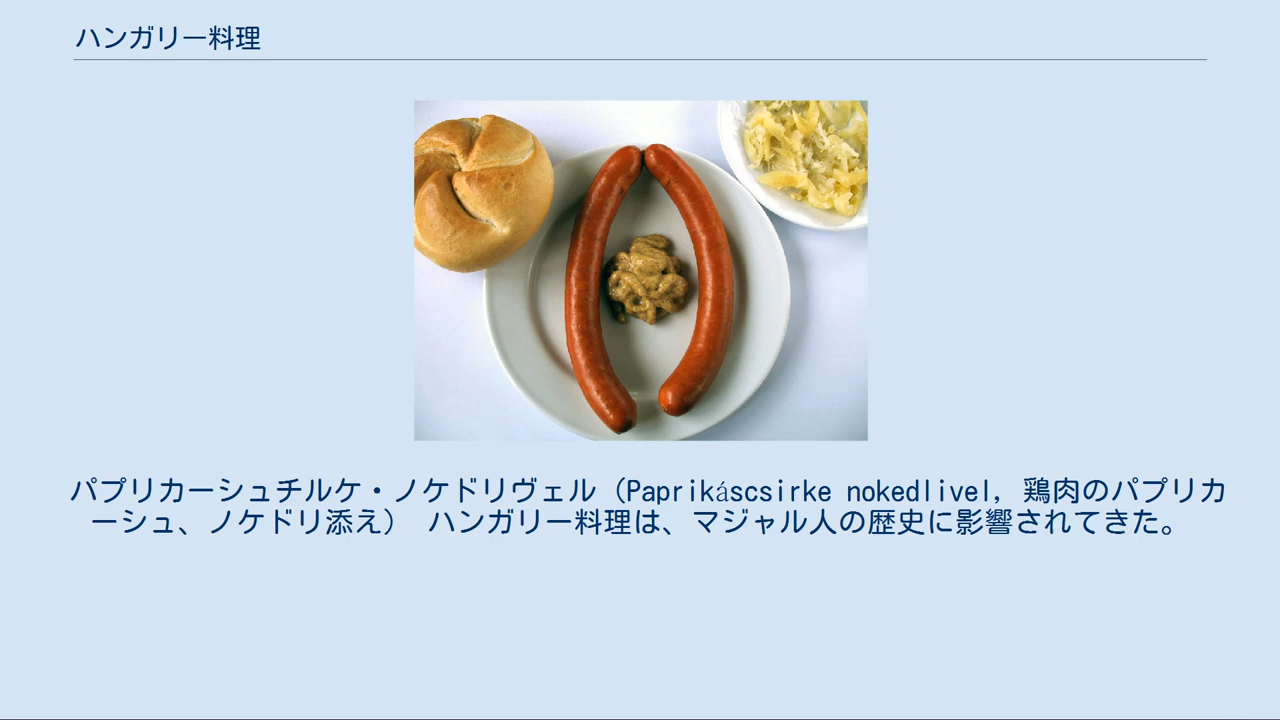 ハンガリー料理
パプリカーシュチルケ・ノケドリヴェル（Paprikáscsirke nokedlivel, 鶏肉のパプリカ
ーシュ、ノケドリ添え） ハンガリー料理は、マジャル人の歴史に影響されてきた。